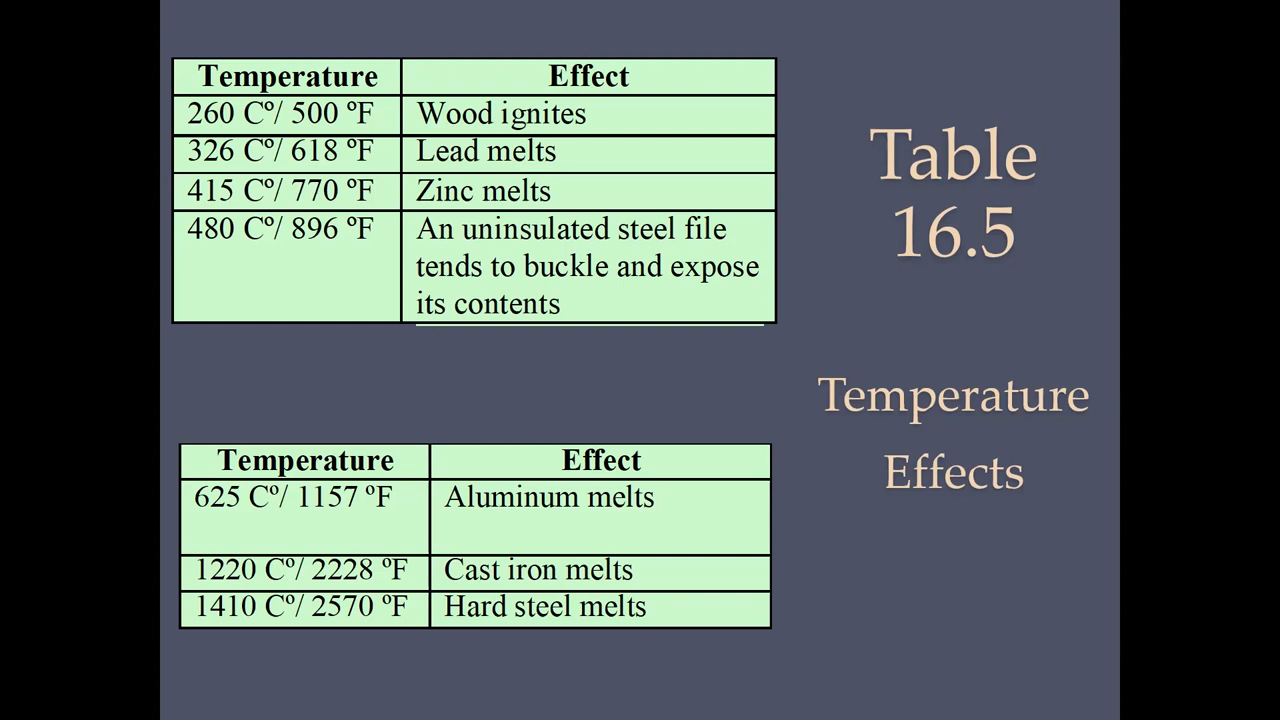 Temperature Effect
260 Cº/ 500 ºF Wood ignites
326 Cº/ 618 ºF Lead melts
415 Cº/ 770 ºF Zinc melts
480 Cº/ 896 ºF An uninsulated steel file
tends to buckle and expose
its contents
Temperature Effect
625 Cº/ 1157 ºF Aluminum melts
1220 Cº/ 2228 ºF Cast iron melts
1410 Cº/ 2570 ºF Hard steel melts
Table
16.5
Temperature
Effects